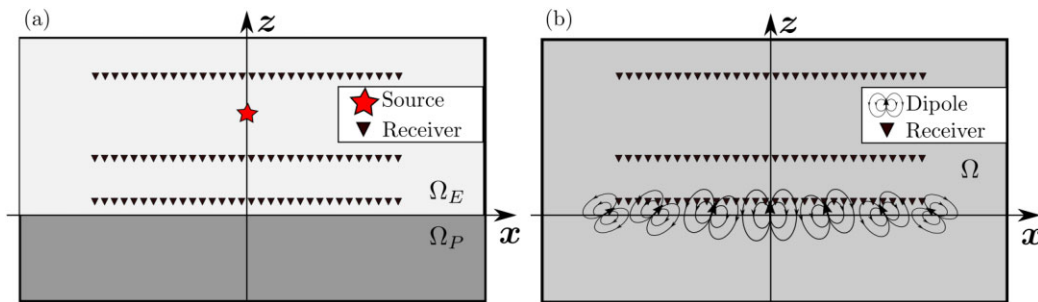 (a)
z
Source
Receiver
Ω_E
x
Ω_P
(b)
z
Dipole
Receiver
Ω
x